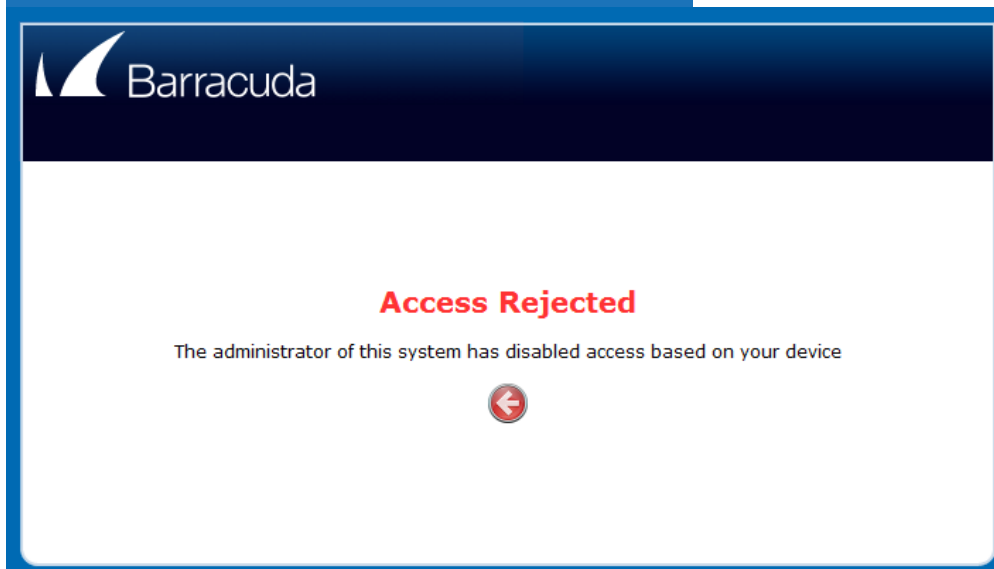 Barracuda
Access Rejected
The administrator of this system has disabled access based on your device